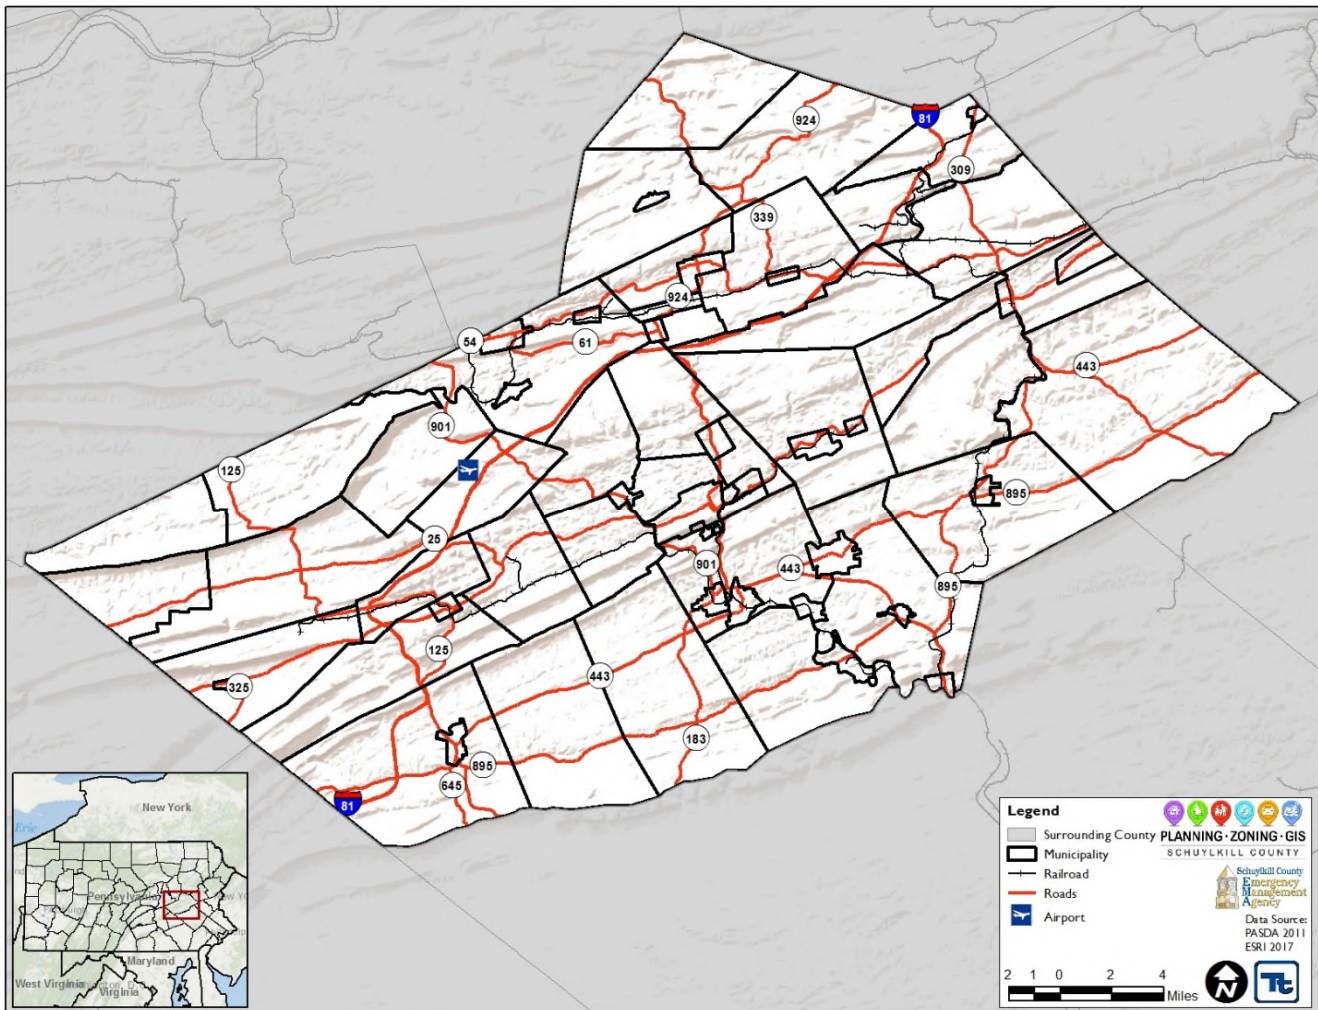 924
81
309
339
924
54
61
443
901
125
895
25
901
443
895
125
325
443
183
895
645
81
New York
Erie
Pennsylvania
Maryland
West Virginia
Virginia
Legend
Surrounding County
Municipality
Railroad
Roads
Airport
PLANNING·ZONING·GIS
SCHUYLKILL COUNTY
Schuylkill County
Emergency
Management
Agency
Data Source:
PASDA 2011
ESRI 2017
2 1 0 2 4
Miles
N
Tt